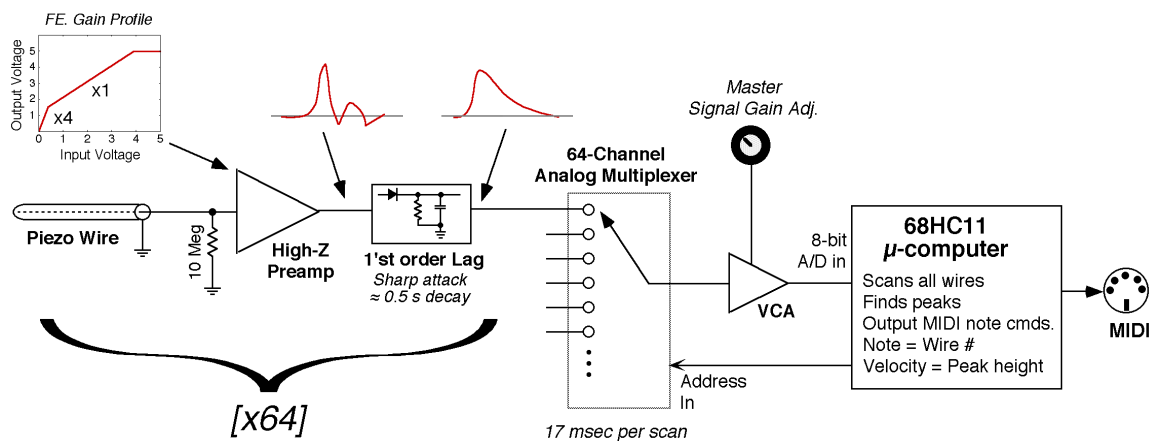 FE. Gain Profile
Output Voltage
5
4
3
2
1
x4
x1
0 1 2 3 4 5
Input Voltage
Piezo Wire
10 Meg
High-Z
Preamp
1'st order Lag
Sharp attack
≈ 0.5 s decay
[x64]
64-Channel
Analog Multiplexer
17 msec per scan
Address
In
Master
Signal Gain Adj.
VCA
8-bit
A/D in
68HC11
µ-computer
Scans all wires
Finds peaks
Output MIDI note cmds.
Note = Wire #
Velocity = Peak height
MIDI